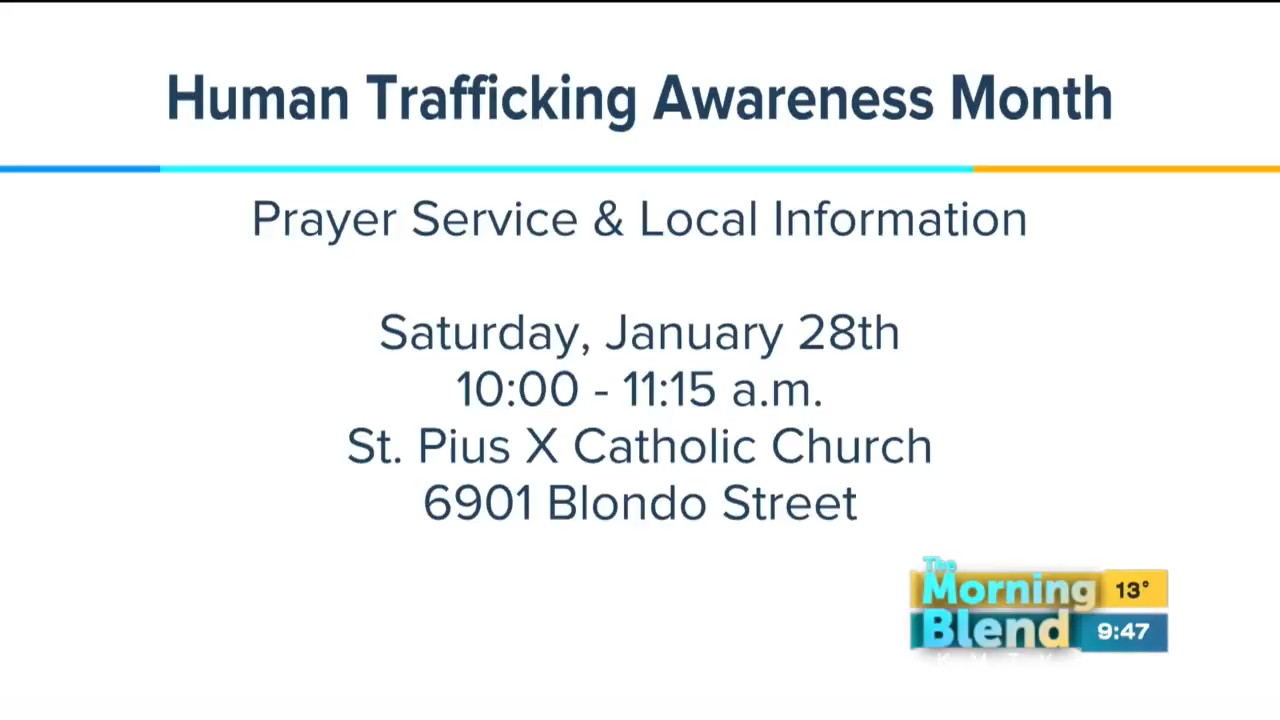 Human Trafficking Awareness Month
Prayer Service & Local Information
Saturday, January 28th
10:00 - 11:15 a.m.
St. Pius X Catholic Church
6901 Blondo Street
The
Morning
13°
Blend
9:47